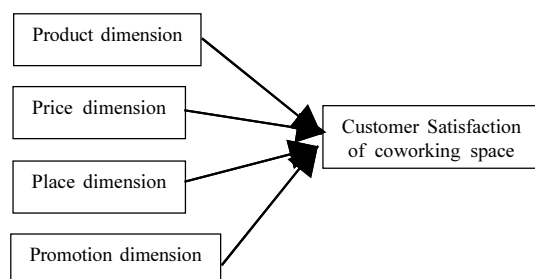 Product dimension
Price dimension
Place dimension
Promotion dimension
Customer Satisfaction
of coworking space